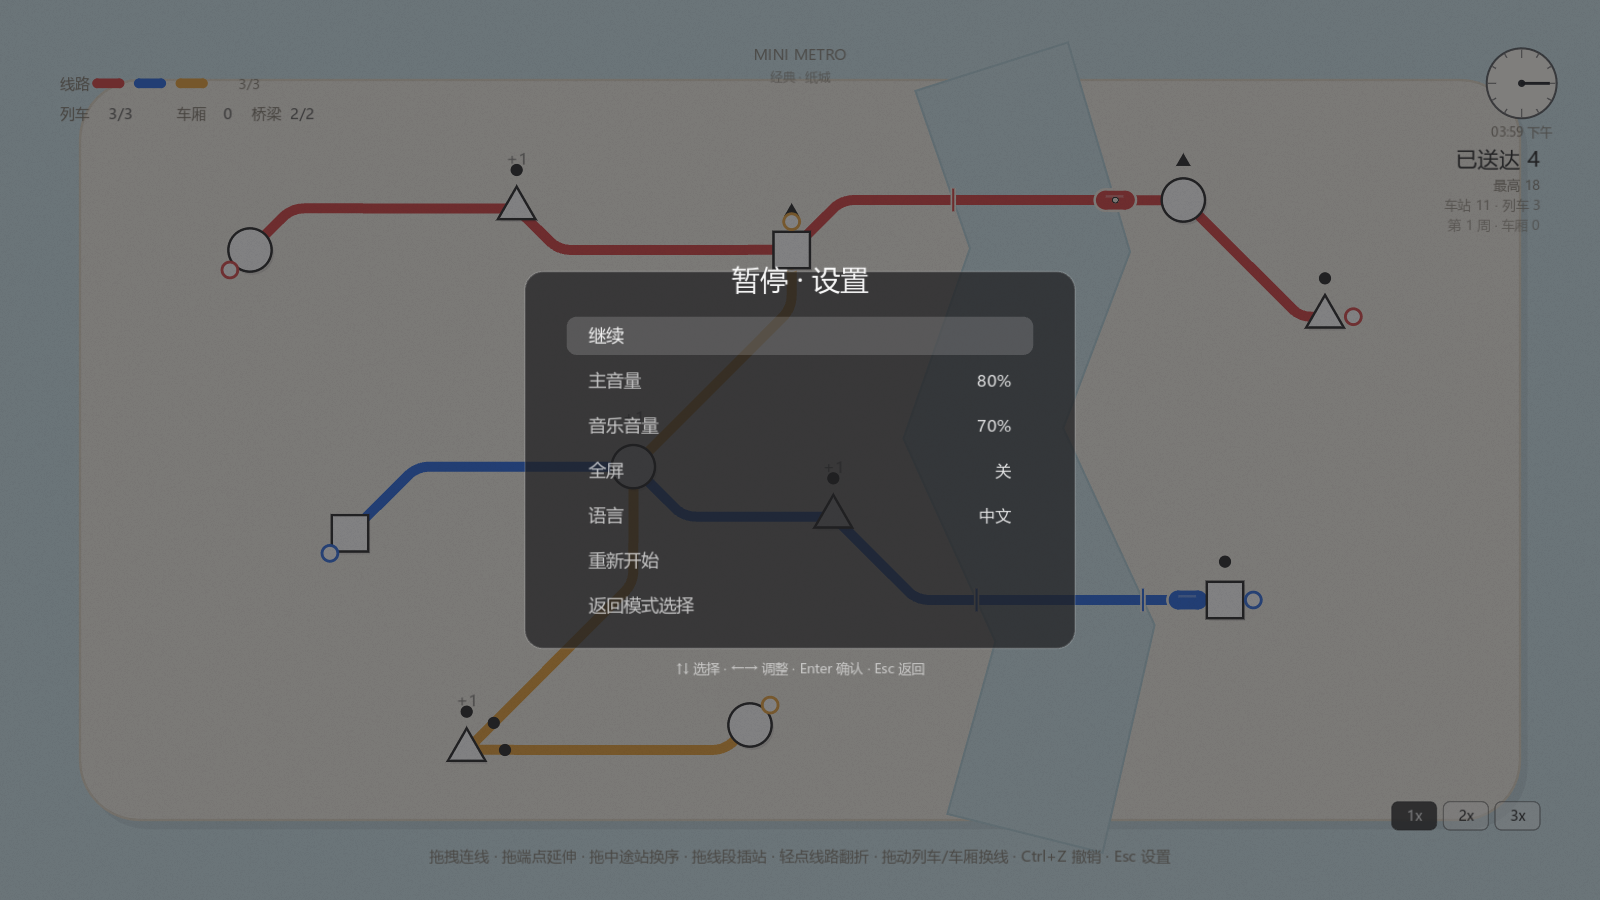 MINI METRO
经典 · 纸城
线路 3/3
列车 3/3 车厢 0 桥梁 2/2
03:59 下午
已送达 4
最高 18
车站 11 · 列车 3
第 1 周 · 车厢 0
+1
暂停 · 设置
继续
主音量 80%
音乐音量 70%
全屏 关
语言 中文
+1
重新开始
返回模式选择
↑↓ 选择 · ←→ 调整 · Enter 确认 · Esc 返回
+1
1x 2x 3x
拖拽连线 · 拖端点延伸 · 拖中途站换序 · 拖线段插站 · 轻点线路翻折 · 拖动列车/车厢换线 · Ctrl+Z 撤销 · Esc 设置